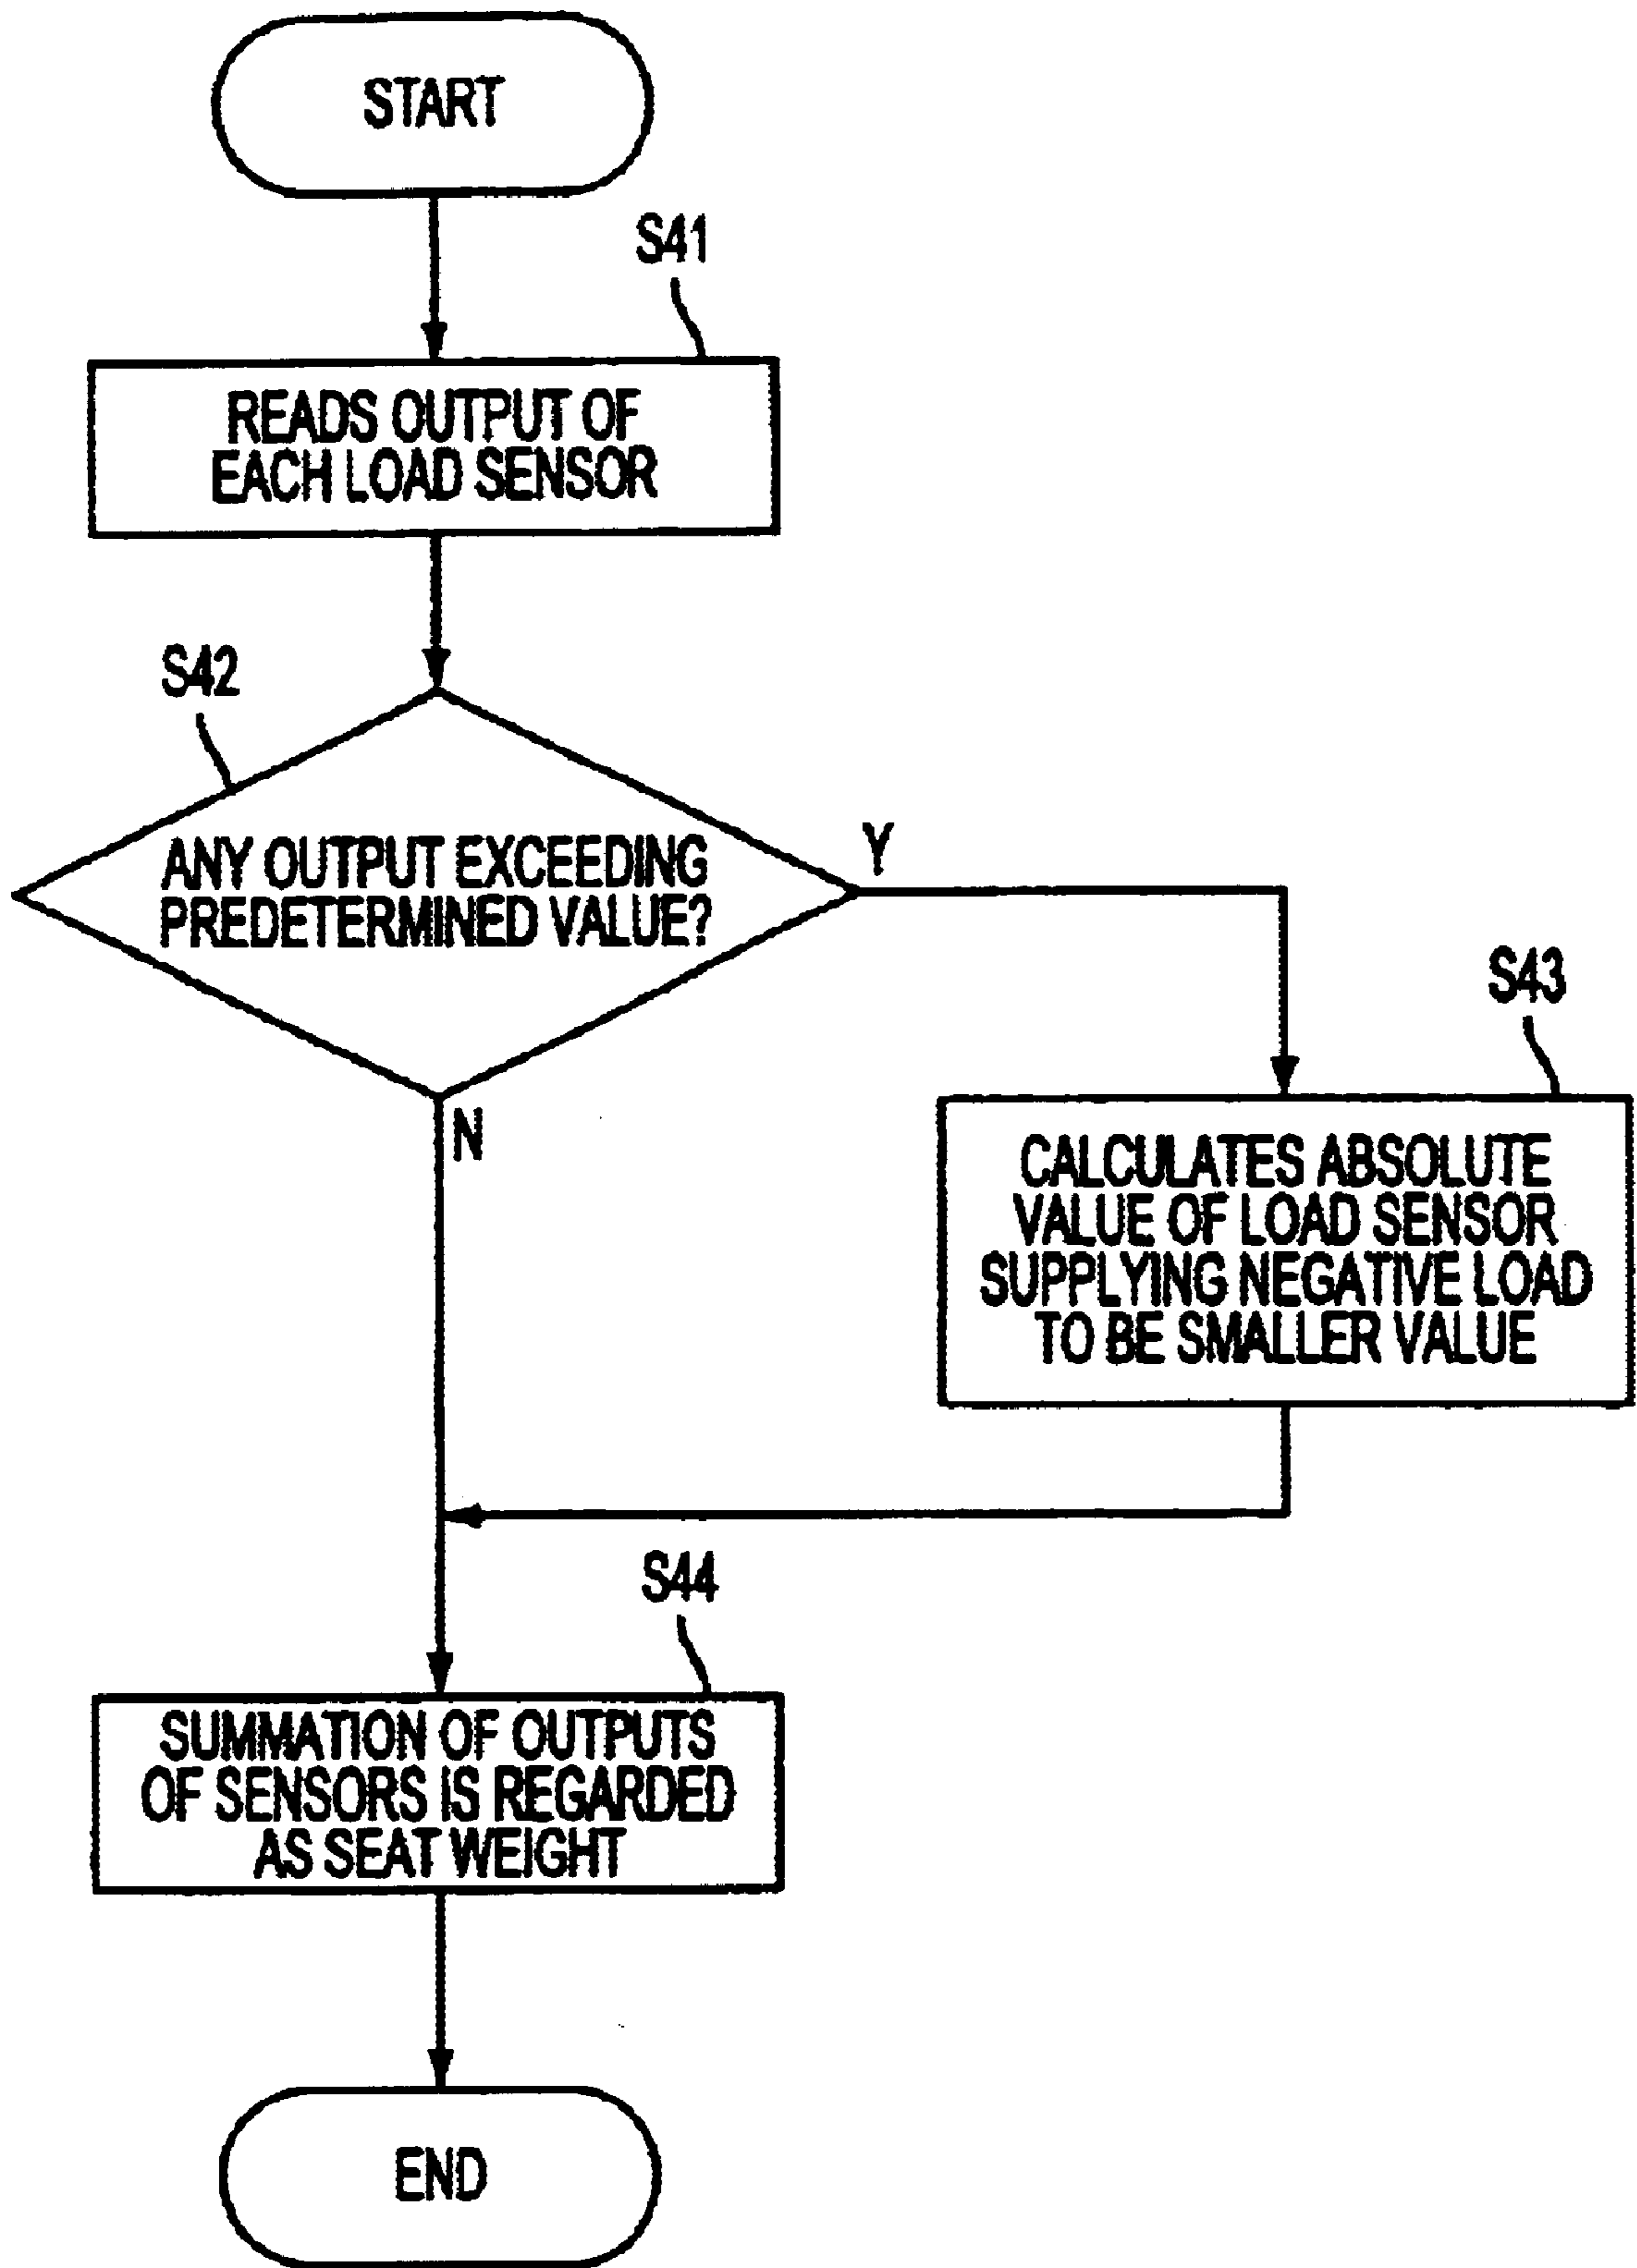 START
S41
READS OUTPUT OF
EACH LOAD SENSOR
S42
ANY OUTPUT EXCEEDING
PREDETERMINED VALUE?
Y
N
S43
CALCULATES ABSOLUTE
VALUE OF LOAD SENSOR
SUPPLYING NEGATIVE LOAD
TO BE SMALLER VALUE
S44
SUMMATION OF OUTPUTS
OF SENSORS IS REGARDED
AS SEAT WEIGHT
END